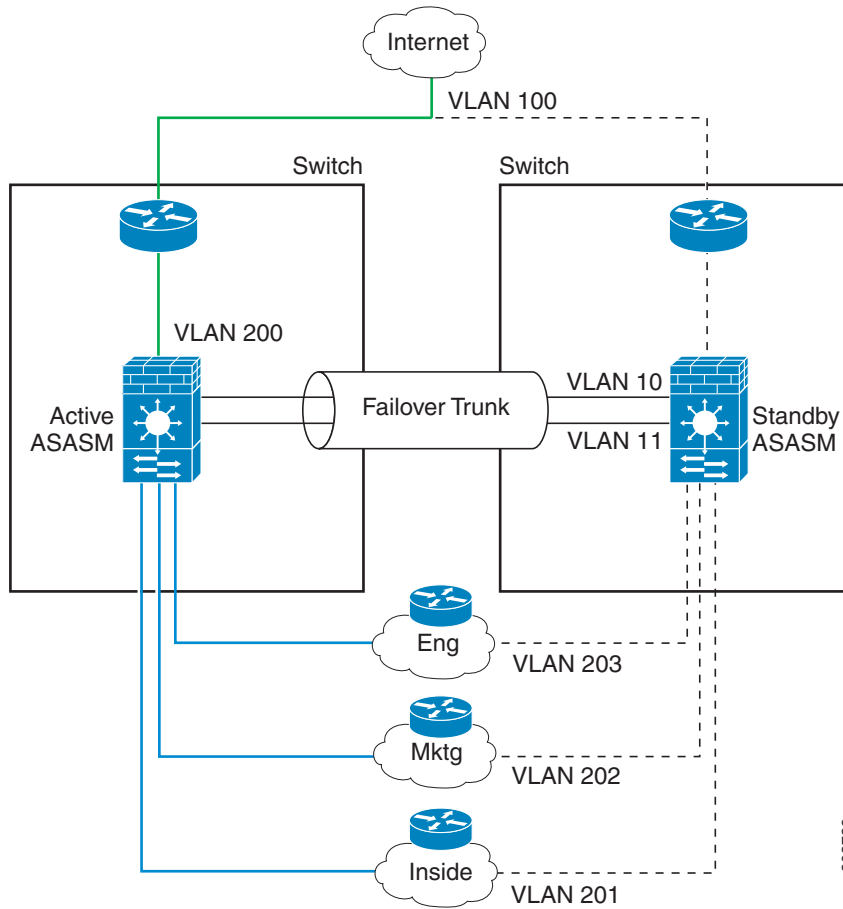 Internet
VLAN 100
Switch
Switch
VLAN 200
Active
ASASM
Failover Trunk
VLAN 10
VLAN 11
Standby
ASASM
Eng
VLAN 203
Mktg
VLAN 202
Inside
VLAN 201